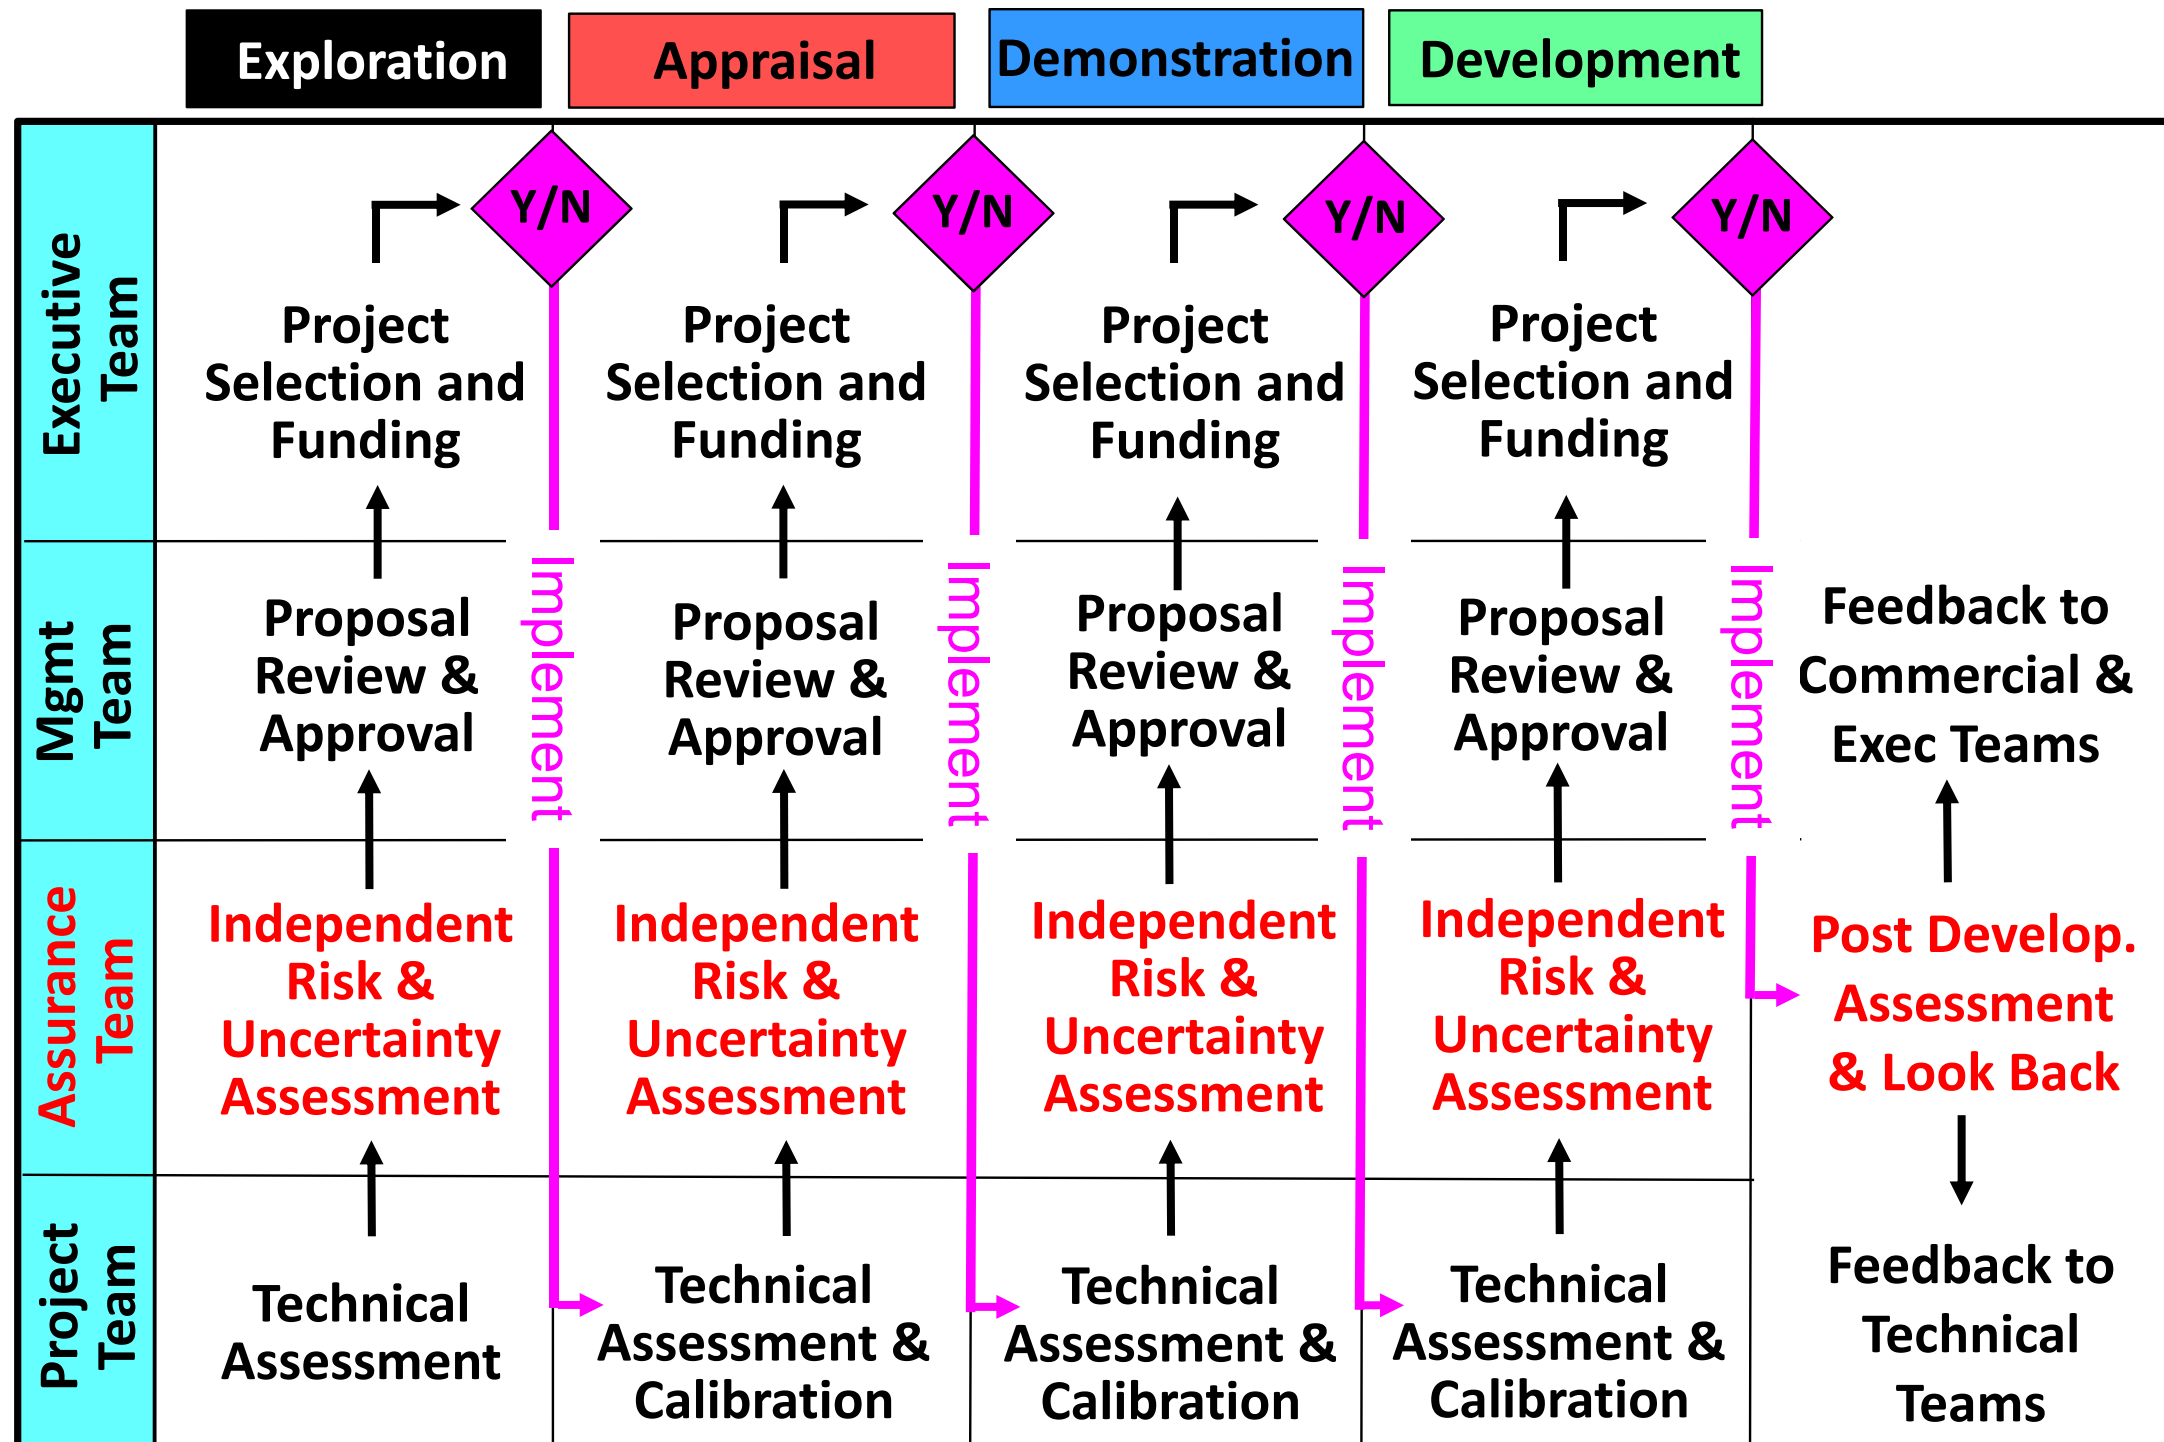 Exploration
Appraisal
Demonstration
Development
Executive
Team
Y/N
Y/N
Y/N
Y/N
Project
Selection and
Funding
Project
Selection and
Funding
Project
Selection and
Funding
Project
Selection and
Funding
Mgmt
Team
Proposal
Review &
Approval
Implement
Proposal
Review &
Approval
Implement
Proposal
Review &
Approval
Implement
Proposal
Review &
Approval
Implement
Feedback to
Commercial &
Exec Teams
Assurance
Team
Independent
Risk &
Uncertainty
Assessment
Independent
Risk &
Uncertainty
Assessment
Independent
Risk &
Uncertainty
Assessment
Independent
Risk &
Uncertainty
Assessment
Post Develop.
Assessment
& Look Back
Project
Team
Technical
Assessment
Technical
Assessment &
Calibration
Technical
Assessment &
Calibration
Technical
Assessment &
Calibration
Feedback to
Technical
Teams